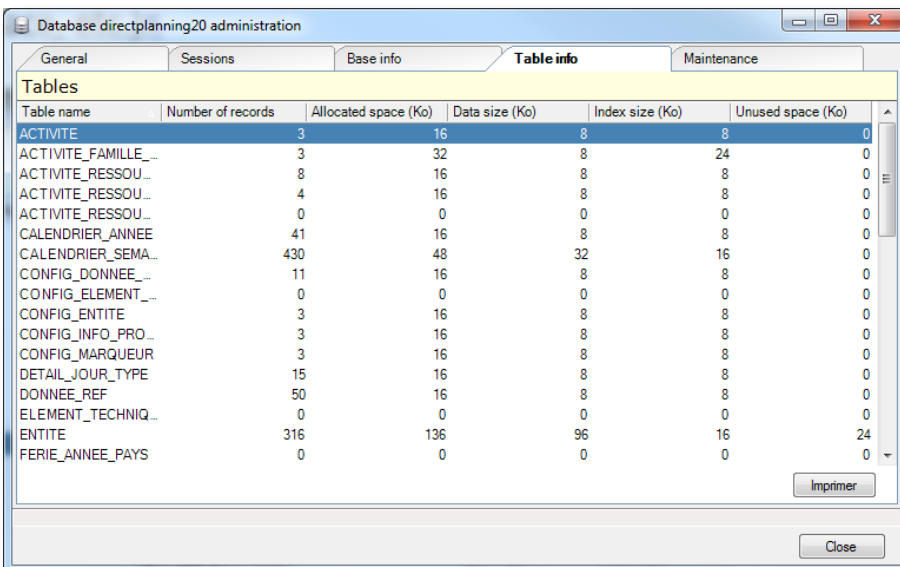 Database directplanning20 administration
General Sessions Base info Table info Maintenance
Tables
Table name Number of records Allocated space (Ko) Data size (Ko) Index size (Ko) Unused space (Ko)
ACTIVITE 3 16 8 8 0
ACTIVITE_FAMILLE_... 3 32 8 24 0
ACTIVITE_RESSOU... 8 16 8 8 0
ACTIVITE_RESSOU... 4 16 8 8 0
ACTIVITE_RESSOU... 0 0 0 0 0
CALENDRIER_ANNEE 41 16 8 8 0
CALENDRIER_SEMA... 430 48 32 16 0
CONFIG_DONNEE_... 11 16 8 8 0
CONFIG_ELEMENT_... 0 0 0 0 0
CONFIG_ENTITE 3 16 8 8 0
CONFIG_INFO_PRO... 3 16 8 8 0
CONFIG_MARQUEUR 3 16 8 8 0
DETAIL_JOUR_TYPE 15 16 8 8 0
DONNEE_REF 50 16 8 8 0
ELEMENT_TECHNIQ... 0 0 0 0 0
ENTITE 316 136 96 16 24
FERIE_ANNEE_PAYS 0 0 0 0 0
Imprimer
Close